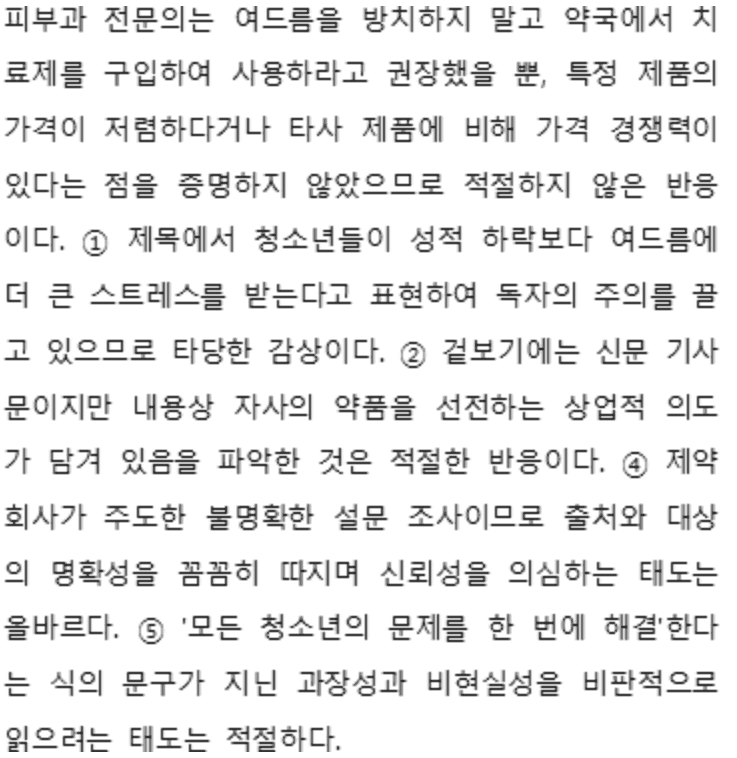 피부과 전문의는 여드름을 방치하지 말고 약국에서 치
료제를 구입하여 사용하라고 권장했을 뿐, 특정 제품의
가격이 저렴하다거나 타사 제품에 비해 가격 경쟁력이
있다는 점을 증명하지 않았으므로 적절하지 않은 반응
이다. ① 제목에서 청소년들이 성적 하락보다 여드름에
더 큰 스트레스를 받는다고 표현하여 독자의 주의를 끌
고 있으므로 타당한 감상이다. ② 겉보기에는 신문 기사
문이지만 내용상 자사의 약품을 선전하는 상업적 의도
가 담겨 있음을 파악한 것은 적절한 반응이다. ④ 제약
회사가 주도한 불명확한 설문 조사이므로 출처와 대상
의 명확성을 꼼꼼히 따지며 신뢰성을 의심하는 태도는
올바르다. ⑤ '모든 청소년의 문제를 한 번에 해결'한다
는 식의 문구가 지닌 과장성과 비현실성을 비판적으로
읽으려는 태도는 적절하다.